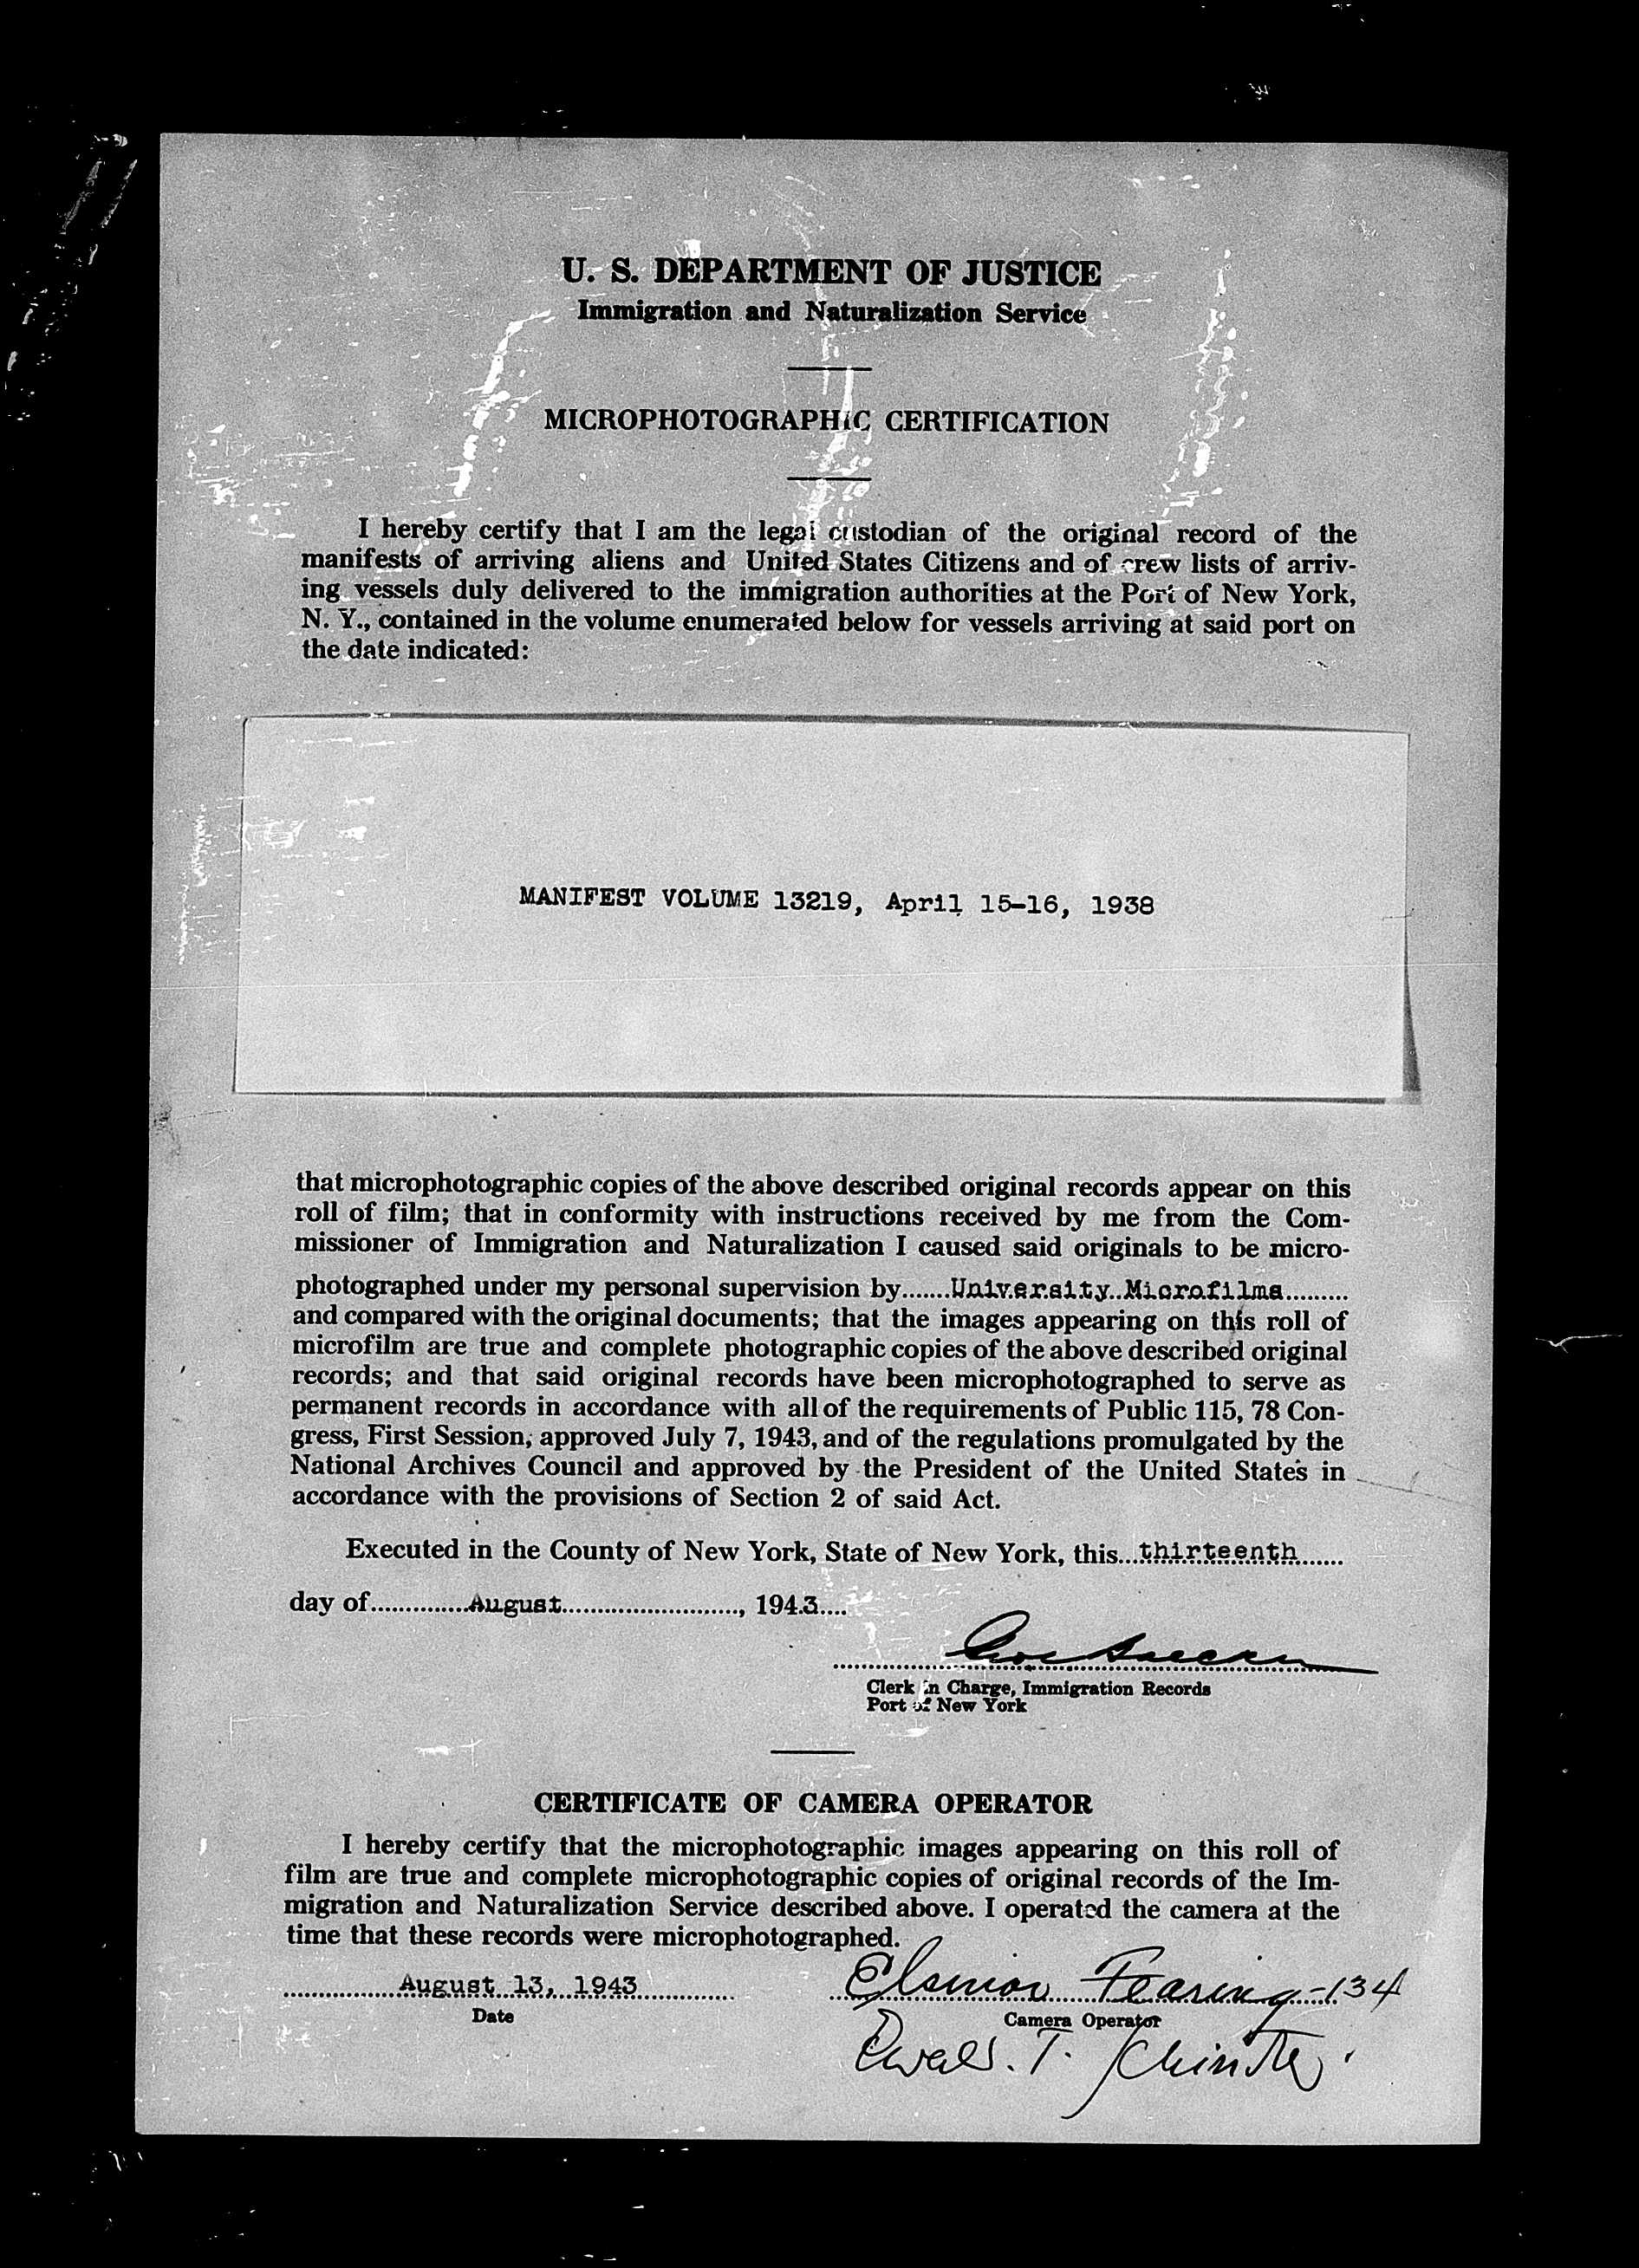 U. S. DEPARTMENT OF JUSTICE
Immigration and Naturalization Service
MICROPHOTOGRAPHIC CERTIFICATION
I hereby certify that I am the legal custodian of the original record of the
manifests of arriving aliens and United States Citizens and of crew lists of arriv-
ing vessels duly delivered to the immigration authorities at the Port of New York,
N. Y., contained in the volume enumerated below for vessels arriving at said port on
the date indicated:
MANIFEST VOLUME 13219, April 15-16, 1938
that microphotographic copies of the above described original records appear on this
roll of film; that in conformity with instructions received by me from the Com-
missioner of Immigration and Naturalization I caused said originals to be micro-
photographed under my personal supervision by.......University Microfilms.........
and compared with the original documents; that the images appearing on this roll of
microfilm are true and complete photographic copies of the above described original
records; and that said original records have been microphotographed to serve as
permanent records in accordance with all of the requirements of Public 115, 78 Con-
gress, First Session, approved July 7, 1943, and of the regulations promulgated by the
National Archives Council and approved by the President of the United States in
accordance with the provisions of Section 2 of said Act.
Executed in the County of New York, State of New York, this...thirteenth......
day of..............August........................., 1943....
Clerk in Charge, Immigration Records
Port of New York
CERTIFICATE OF CAMERA OPERATOR
I hereby certify that the microphotographic images appearing on this roll of
film are true and complete microphotographic copies of original records of the Im-
migration and Naturalization Service described above. I operated the camera at the
time that these records were microphotographed.
August 13, 1943
Fearing-134
Date
Camera Operator
T.